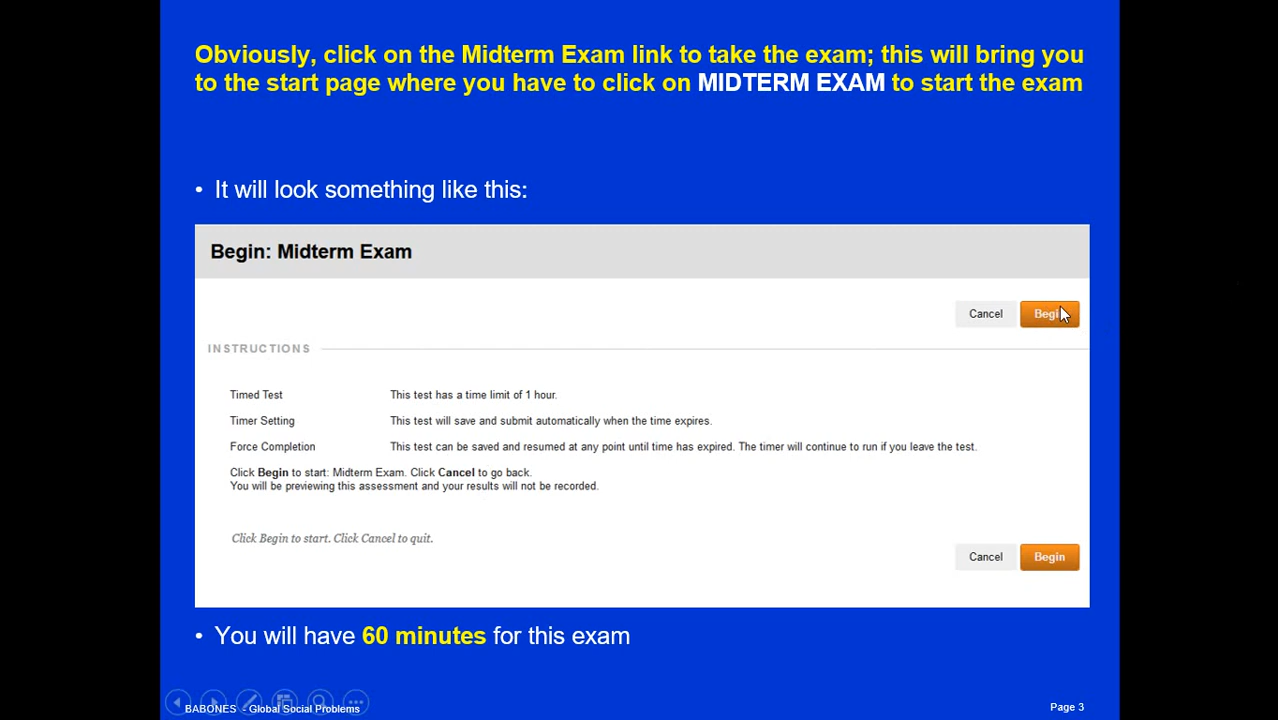 Obviously, click on the Midterm Exam link to take the exam; this will bring you
to the start page where you have to click on MIDTERM EXAM to start the exam
• It will look something like this:
Begin: Midterm Exam
Cancel Begin
INSTRUCTIONS
Timed Test This test has a time limit of 1 hour.
Timer Setting This test will save and submit automatically when the time expires.
Force Completion This test can be saved and resumed at any point until time has expired. The timer will continue to run if you leave the test.
Click Begin to start: Midterm Exam. Click Cancel to go back.
You will be previewing this assessment and your results will not be recorded.
Click Begin to start. Click Cancel to quit.
Cancel Begin
• You will have 60 minutes for this exam
BABONES - Global Social Problems Page 3